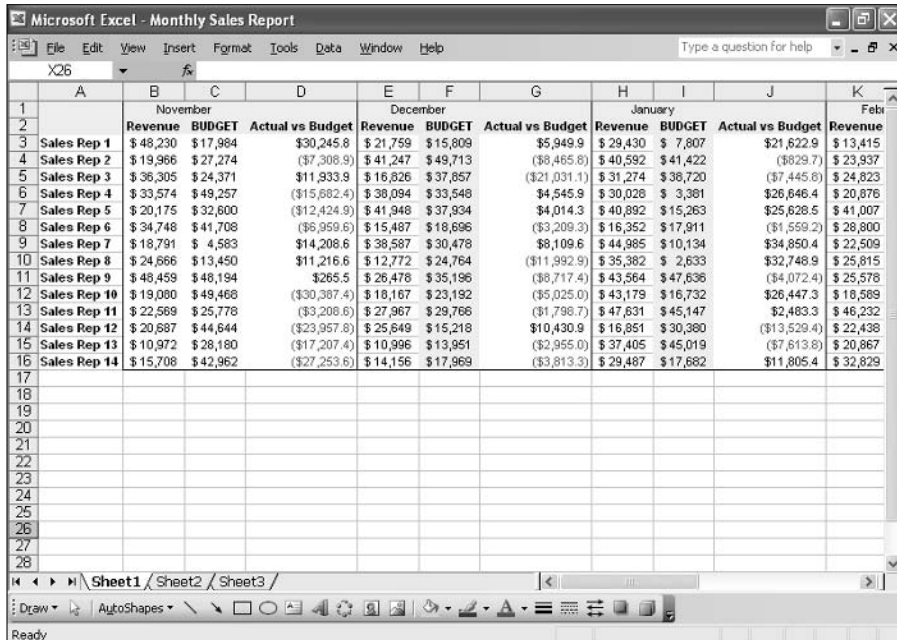 Microsoft Excel - Monthly Sales Report
File Edit View Insert Format Tools Data Window Help Type a question for help
X26 fx
A B C D E F G H I J K
1 November December January Feb
2 Revenue BUDGET Actual vs Budget Revenue BUDGET Actual vs Budget Revenue BUDGET Actual vs Budget Revenue
3 Sales Rep 1 $ 48,230 $17,984 $30,245.8 $ 21,759 $15,809 $5,949.9 $ 29,430 $ 7,807 $21,622.9 $13,415
4 Sales Rep 2 $ 19,966 $27,274 ($7,308.9) $ 41,247 $49,713 ($8,465.8) $ 40,592 $41,422 ($829.7) $ 23,937
5 Sales Rep 3 $ 36,305 $24,371 $11,933.9 $ 16,826 $37,857 ($21,031.1) $ 31,274 $38,720 ($7,445.8) $ 24,823
6 Sales Rep 4 $ 33,574 $49,257 ($15,682.4) $ 38,094 $33,548 $4,545.9 $ 30,028 $ 3,381 $26,646.4 $ 20,876
7 Sales Rep 5 $ 20,175 $32,600 ($12,424.9) $ 41,948 $37,934 $4,014.3 $ 40,892 $15,263 $25,628.5 $ 41,007
8 Sales Rep 6 $ 34,748 $41,708 ($6,959.6) $ 15,487 $18,696 ($3,209.3) $ 16,352 $17,911 ($1,559.2) $ 28,800
9 Sales Rep 7 $ 18,791 $ 4,583 $14,208.6 $ 38,587 $30,478 $8,109.6 $ 44,985 $10,134 $34,850.4 $ 22,509
10 Sales Rep 8 $ 24,666 $13,450 $11,216.6 $ 12,772 $24,764 ($11,992.9) $ 35,382 $ 2,633 $32,748.9 $ 25,815
11 Sales Rep 9 $ 48,459 $48,194 $265.5 $ 26,478 $35,196 ($8,717.4) $ 43,564 $47,636 ($4,072.4) $ 25,578
12 Sales Rep 10 $ 19,080 $49,468 ($30,387.4) $ 18,167 $23,192 ($5,025.0) $ 43,179 $16,732 $26,447.3 $ 18,589
13 Sales Rep 11 $ 22,569 $25,778 ($3,208.6) $ 27,967 $29,766 ($1,798.7) $ 47,631 $45,147 $2,483.3 $ 46,232
14 Sales Rep 12 $ 20,687 $44,644 ($23,957.8) $ 25,649 $15,218 $10,430.9 $ 16,851 $30,380 ($13,529.4) $ 22,438
15 Sales Rep 13 $ 10,972 $28,180 ($17,207.4) $ 10,996 $13,951 ($2,955.0) $ 37,405 $45,019 ($7,613.8) $ 20,867
16 Sales Rep 14 $ 15,708 $42,962 ($27,253.6) $ 14,156 $17,969 ($3,813.3) $ 29,487 $17,682 $11,805.4 $ 32,829
17
18
19
20
21
22
23
24
25
26
27
28
Sheet1 Sheet2 Sheet3
Draw AutoShapes
Ready